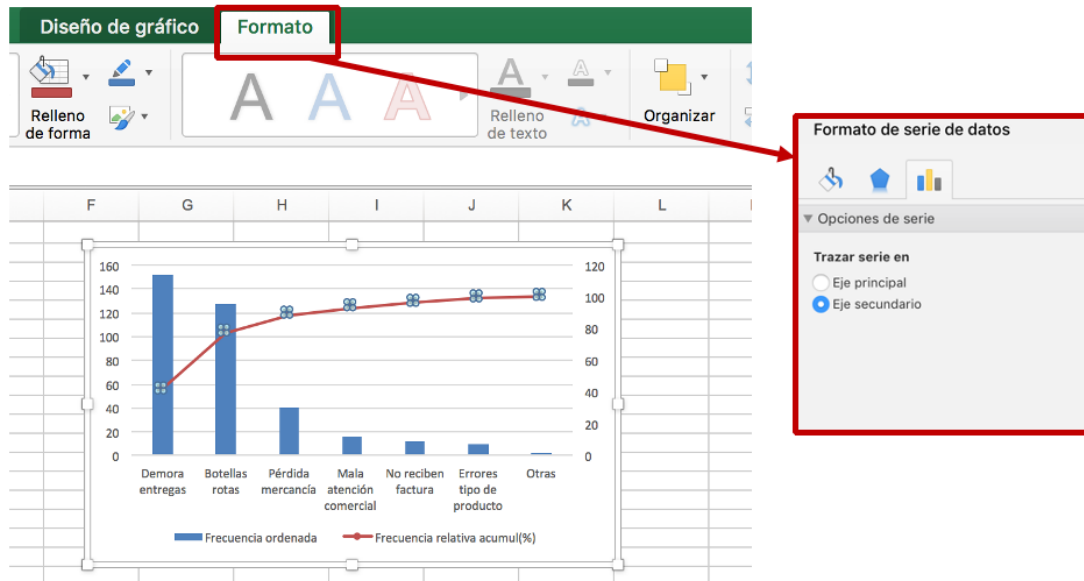 Diseño de gráfico Formato
A A A A A
Relleno
de forma
Relleno
de texto
A
Organizar
Formato de serie de datos
Opciones de serie
Trazar serie en
Eje principal
Eje secundario
F G H I J K L
160 120
140
120 100
100 80
80
60 60
40 40
20 20
0 0
Demora Botellas Pérdida Mala No reciben Errores Otras
entregas rotas mercancía atención factura tipo de
comercial producto
Frecuencia ordenada Frecuencia relativa acumul(%)